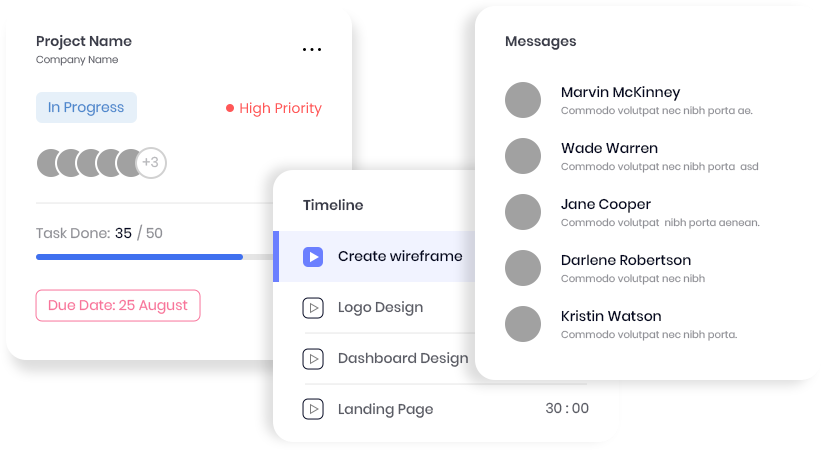 Project Name
Company Name
In Progress
High Priority
+3
Task Done: 35 / 50
Due Date: 25 August
Timeline
Create wireframe
Logo Design
Dashboard Design
Landing Page 30 : 00
Messages
Marvin McKinney
Commodo volutpat nec nibh porta ae.
Wade Warren
Commodo volutpat nec nibh porta asd
Jane Cooper
Commodo volutpat nibh porta aenean.
Darlene Robertson
Commodo volutpat nec nibh
Kristin Watson
Commodo volutpat nec nibh porta.